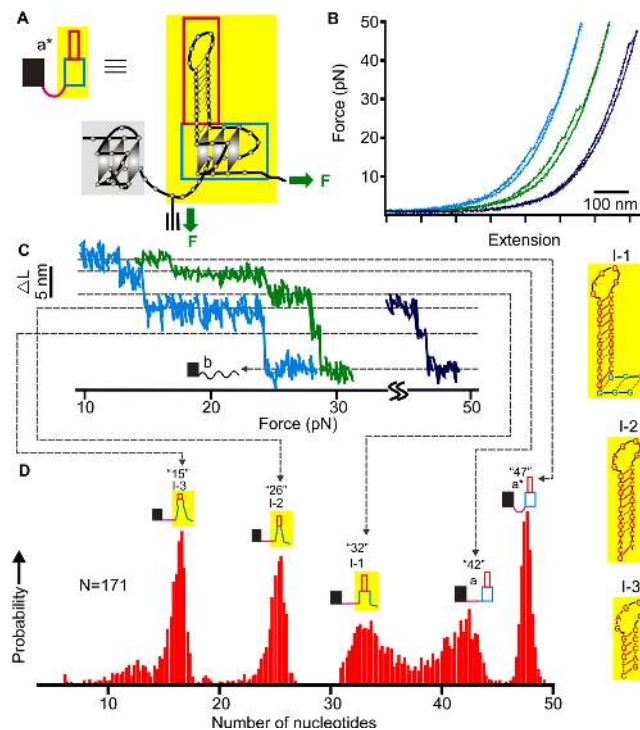 A
a*
F
F
B
Force (pN)
50
40
30
20
10
100 nm
Extension
C
△L
5 nm
b
10
20
30
50
Force (pN)
I-1
I-2
I-3
D
Probability
N=171
"15"
I-3
"26"
I-2
"32"
I-1
"42"
a
"47"
a*
10
20
30
40
50
Number of nucleotides